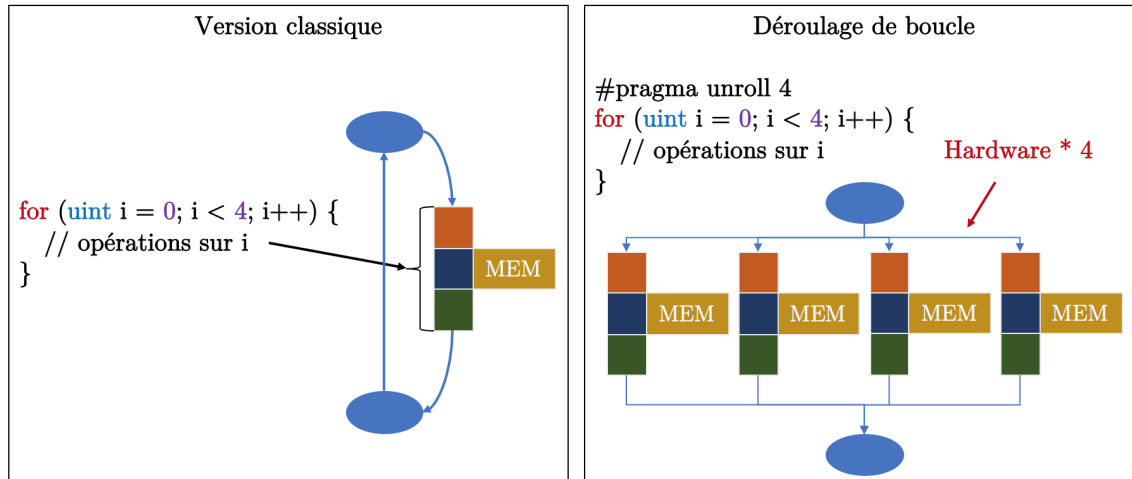 Version classique
for (uint i = 0; i < 4; i++) {
// opérations sur i
}
MEM
Déroulage de boucle
#pragma unroll 4
for (uint i = 0; i < 4; i++) {
// opérations sur i
}
Hardware * 4
MEM
MEM
MEM
MEM